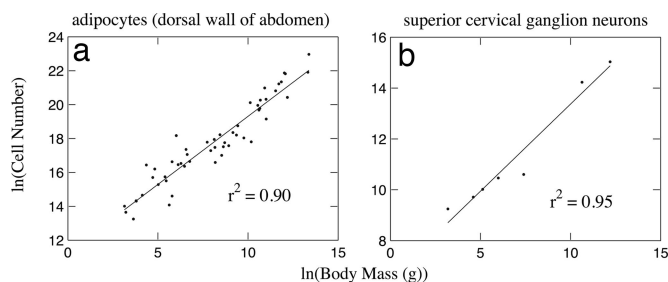 adipocytes (dorsal wall of abdomen)
superior cervical ganglion neurons
a
b
ln(Cell Number)
24
22
20
18
16
14
12
0
5
10
15
r² = 0.90
16
14
12
10
8
0
5
10
15
r² = 0.95
ln(Body Mass (g))